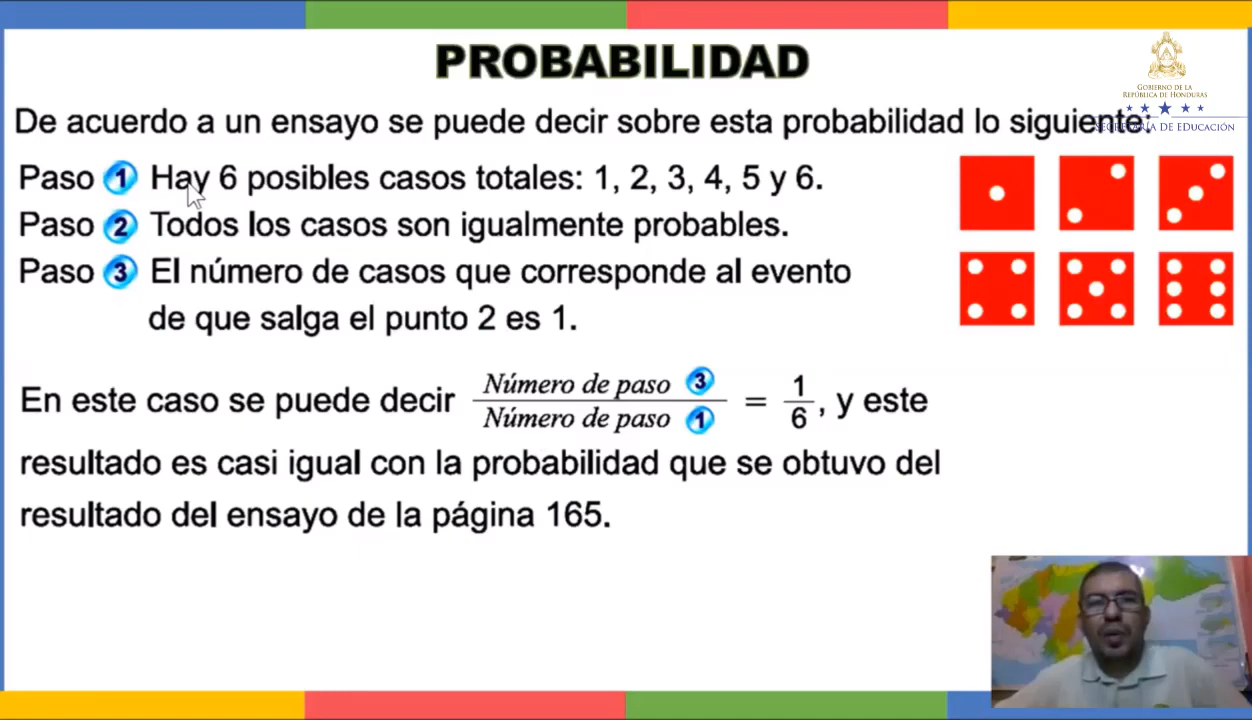 PROBABILIDAD
GOBIERNO DE LA
REPÚBLICA DE HONDURAS
SECRETARÍA DE EDUCACIÓN
De acuerdo a un ensayo se puede decir sobre esta probabilidad lo siguiente:
Paso 1 Hay 6 posibles casos totales: 1, 2, 3, 4, 5 y 6.
Paso 2 Todos los casos son igualmente probables.
Paso 3 El número de casos que corresponde al evento
de que salga el punto 2 es 1.
En este caso se puede decir Número de paso 3 / Número de paso 1 = 1/6, y este
resultado es casi igual con la probabilidad que se obtuvo del
resultado del ensayo de la página 165.